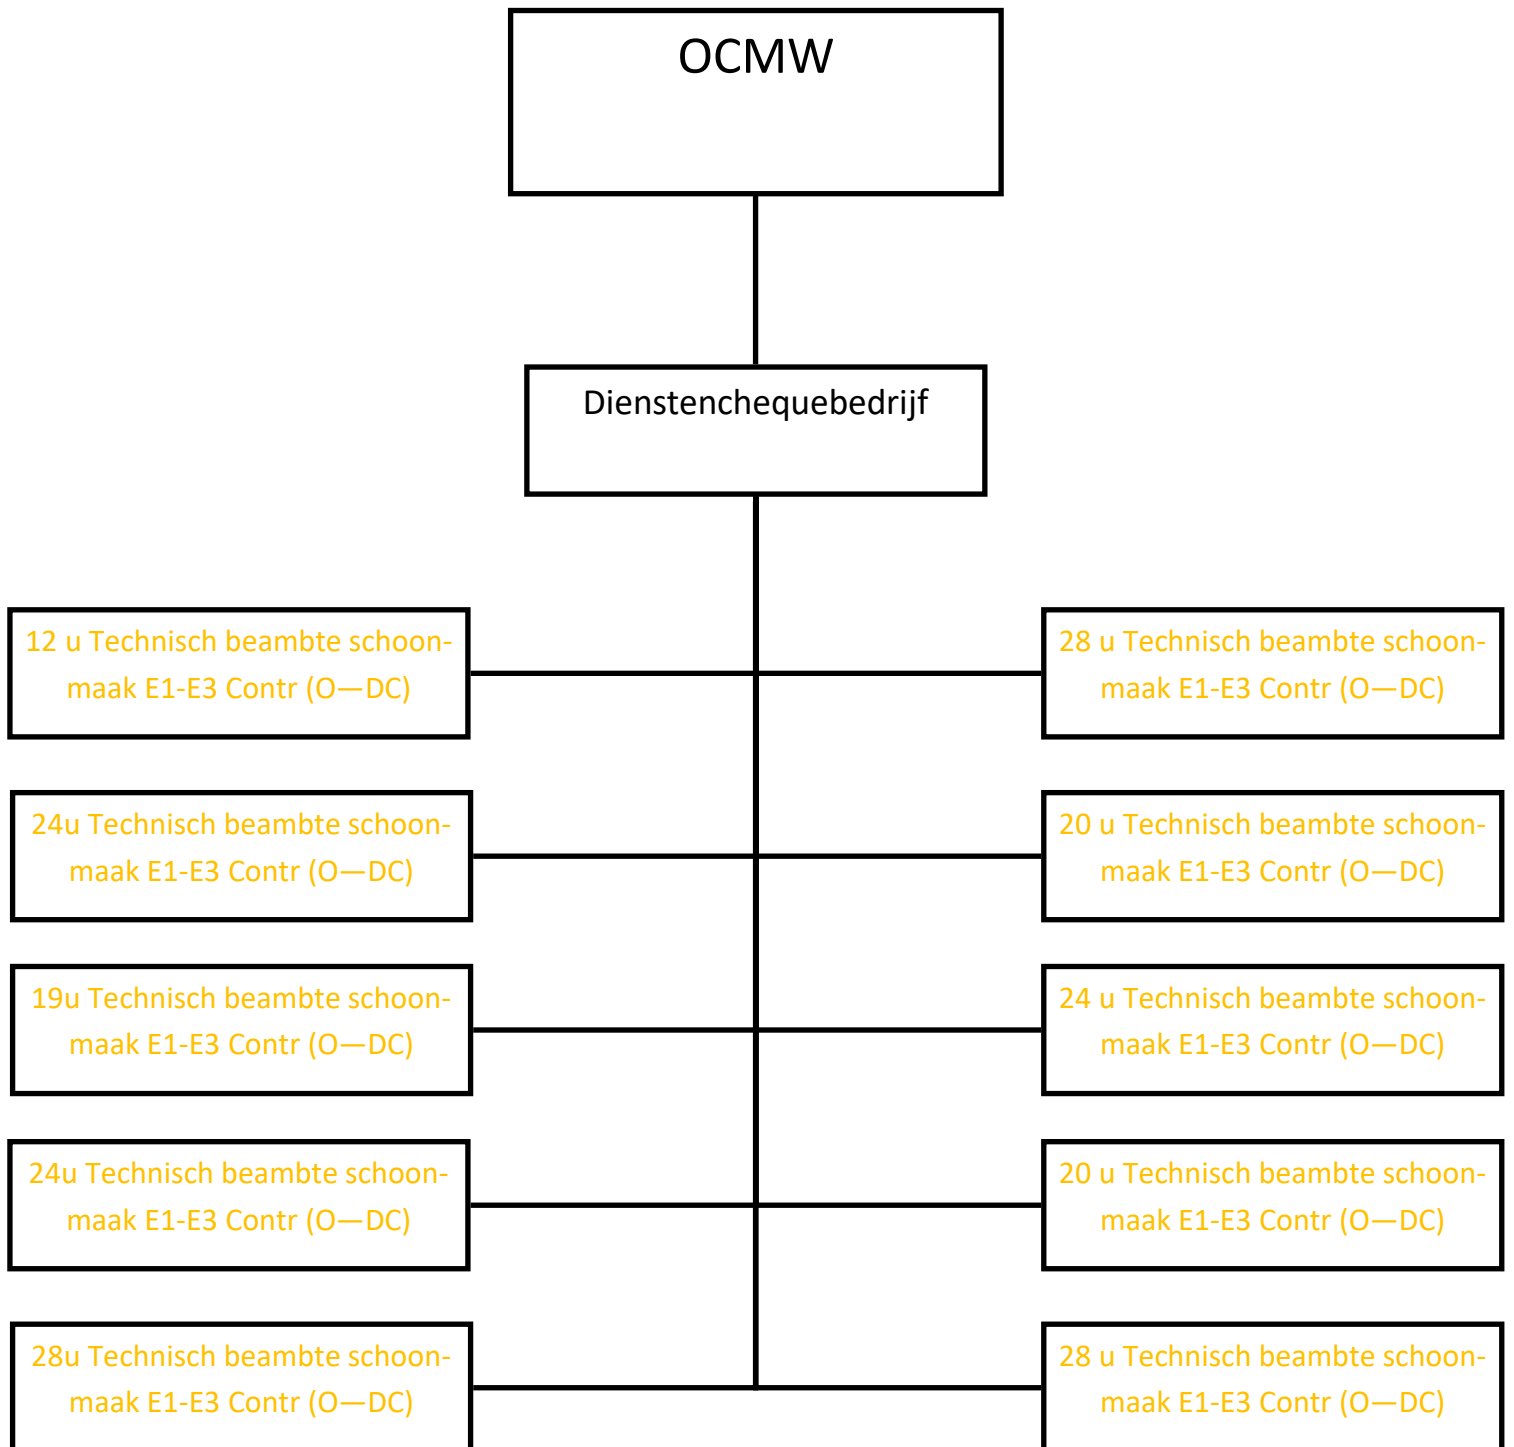 OCMW
Dienstenchequebedrijf
12 u Technisch beambte schoon-
maak E1-E3 Contr (O—DC)
28 u Technisch beambte schoon-
maak E1-E3 Contr (O—DC)
24u Technisch beambte schoon-
maak E1-E3 Contr (O—DC)
20 u Technisch beambte schoon-
maak E1-E3 Contr (O—DC)
19u Technisch beambte schoon-
maak E1-E3 Contr (O—DC)
24 u Technisch beambte schoon-
maak E1-E3 Contr (O—DC)
24u Technisch beambte schoon-
maak E1-E3 Contr (O—DC)
20 u Technisch beambte schoon-
maak E1-E3 Contr (O—DC)
28u Technisch beambte schoon-
maak E1-E3 Contr (O—DC)
28 u Technisch beambte schoon-
maak E1-E3 Contr (O—DC)